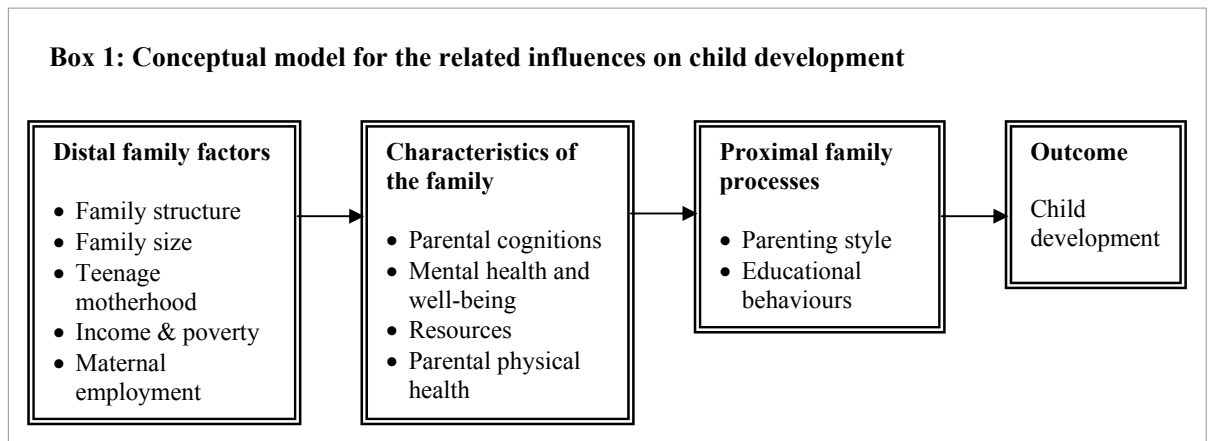 Box 1: Conceptual model for the related influences on child development
Distal family factors
• Family structure
• Family size
• Teenage
motherhood
• Income & poverty
• Maternal
employment
Characteristics of
the family
• Parental cognitions
• Mental health and
well-being
• Resources
• Parental physical
health
Proximal family
processes
• Parenting style
• Educational
behaviours
Outcome
Child
development